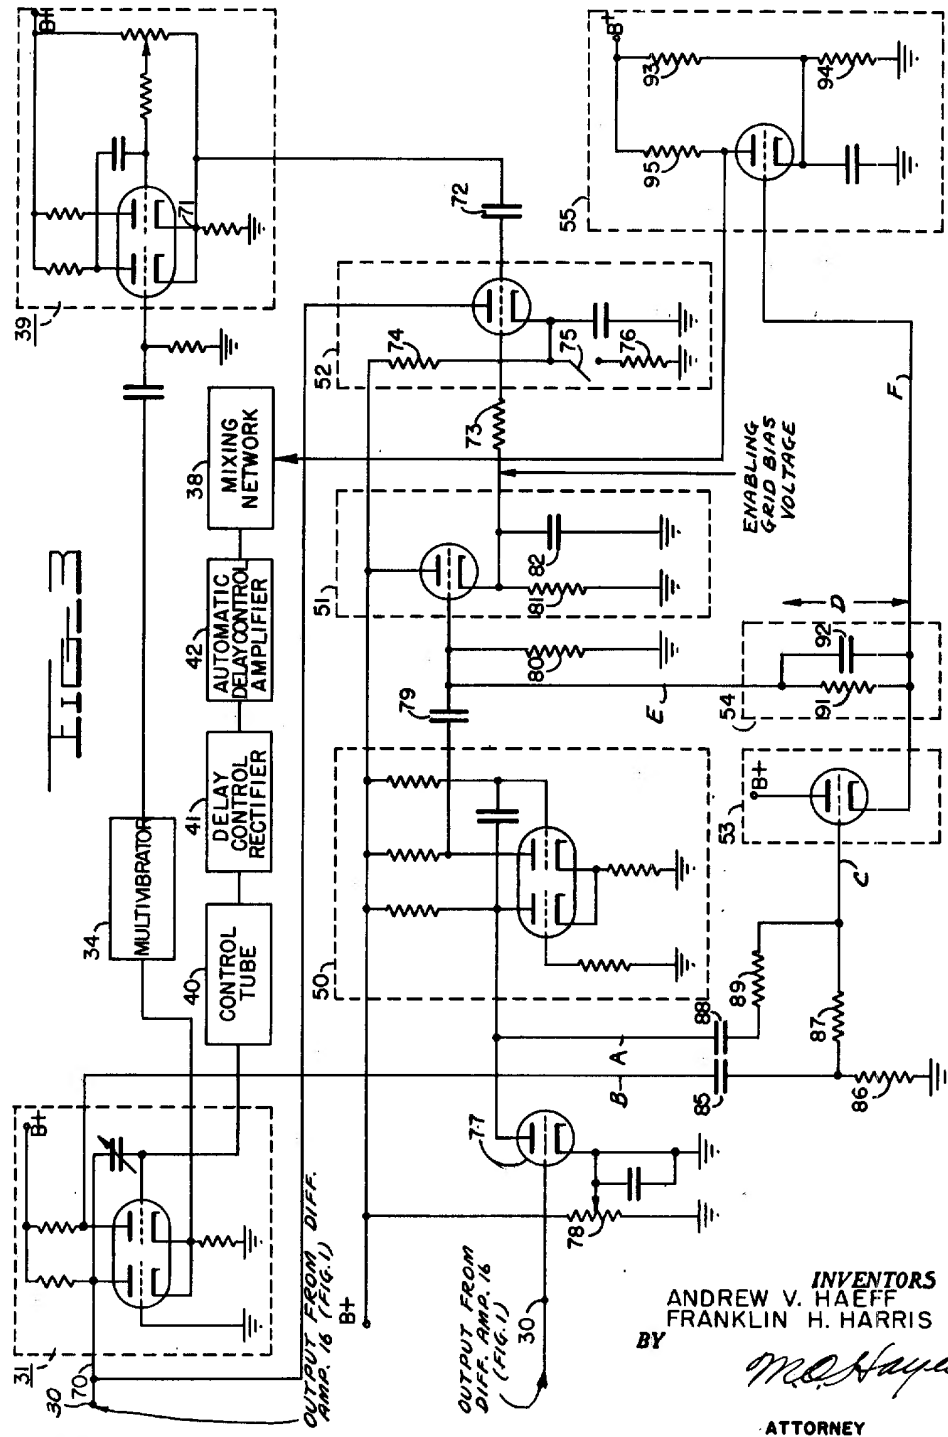 FIG_3
39
B+
71
72
34
MULTIVIBRATOR
40
CONTROL
TUBE
41
DELAY
CONTROL
RECTIFIER
42
AUTOMATIC
DELAY CONTROL
AMPLIFIER
38
MIXING
NETWORK
31
B+
30
70
OUTPUT FROM DIFF.
AMP. 16 (FIG.1)
B+
52
74
75
76
73
ENABLING
GRID BIAS
VOLTAGE
51
82
81
80
79
E
50
77
78
OUTPUT FROM
DIFF. AMP. 16
(FIG.1)
30
A
B
88
85
89
87
86
C
53
B+
54
91
92
D
F
55
B+
93
94
95
INVENTORS
ANDREW V. HAEFF
FRANKLIN H. HARRIS
BY
ATTORNEY